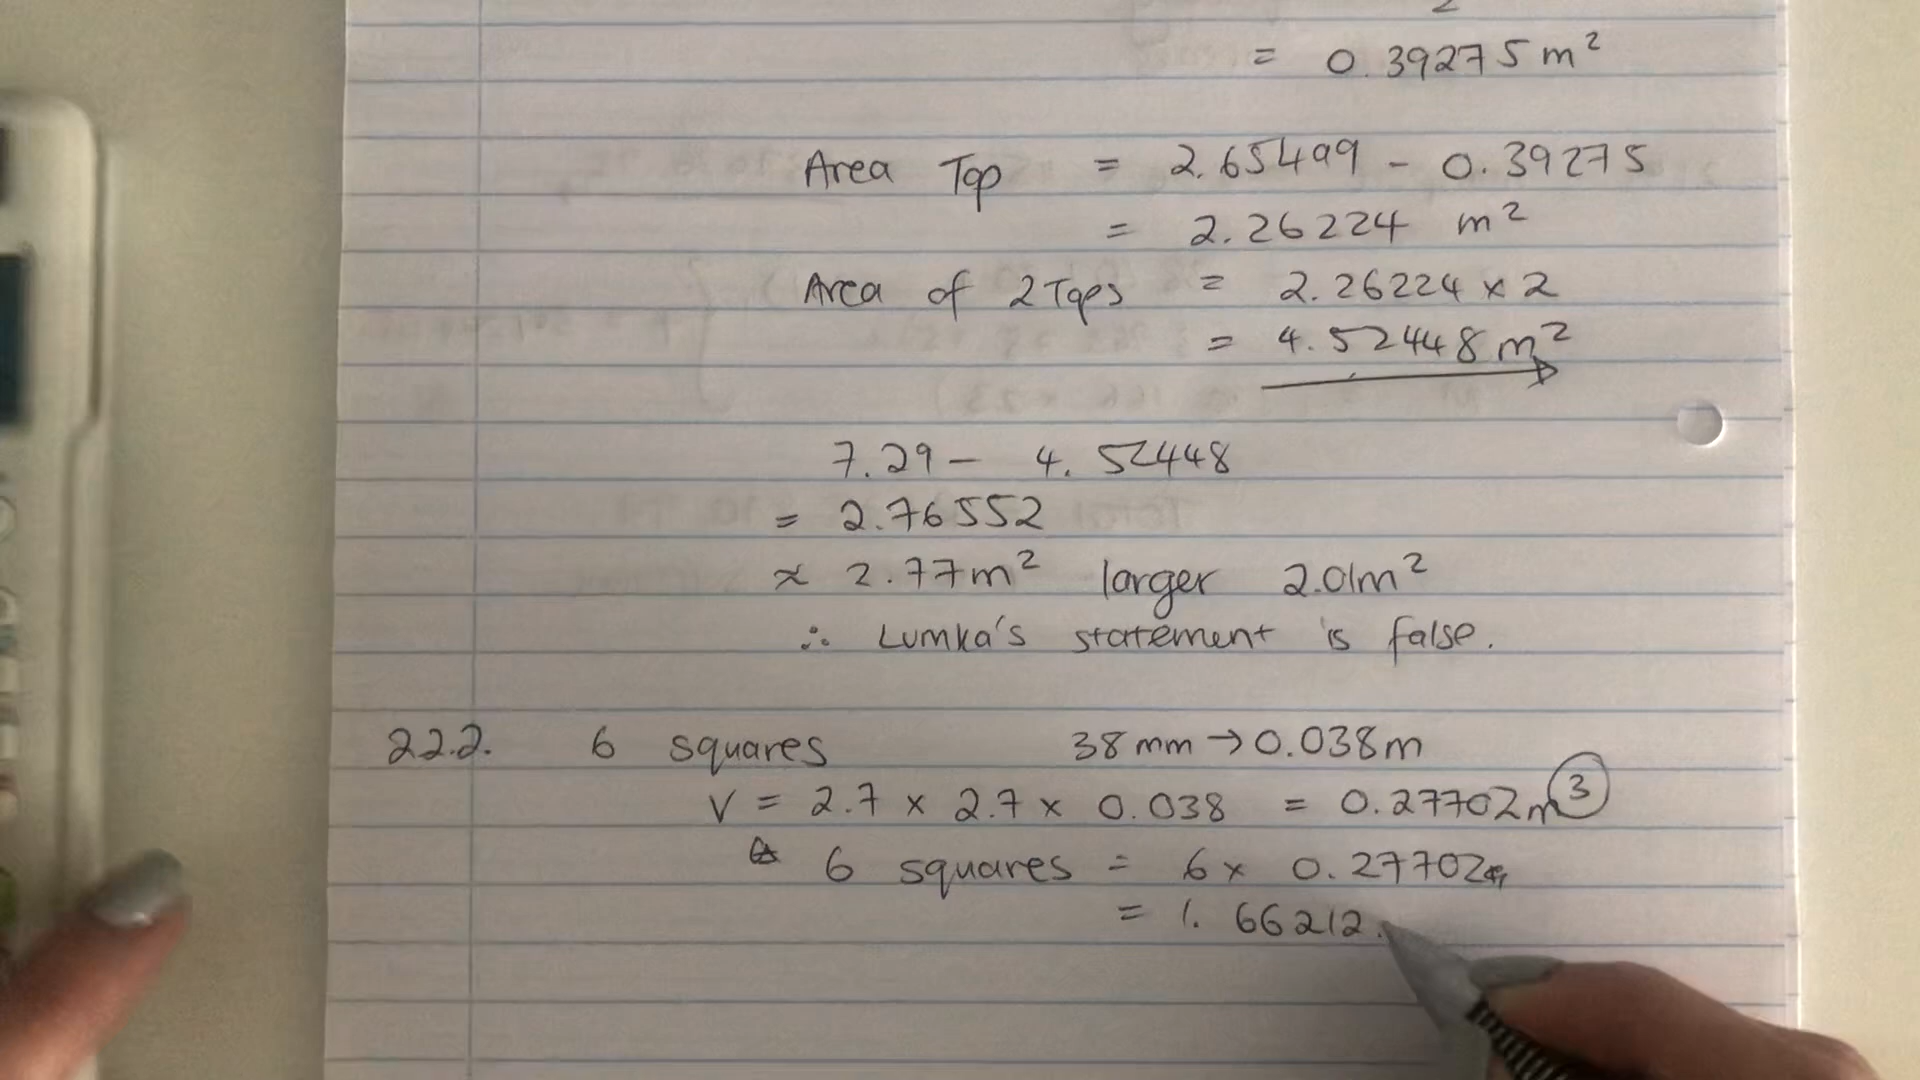 = 0.39275 m²
Area Top = 2.65499 - 0.39275
= 2.26224 m²
Area of 2 Tops = 2.26224 × 2
= 4.52448 m²
7.29 - 4.52448
= 2.76552
≈ 2.77m² larger 2.01m²
∴ Lumka's statement is false.
22.2. 6 squares 38 mm → 0.038m
V = 2.7 × 2.7 × 0.038 = 0.27702 m³
6 squares = 6 × 0.27702
= 1.66212